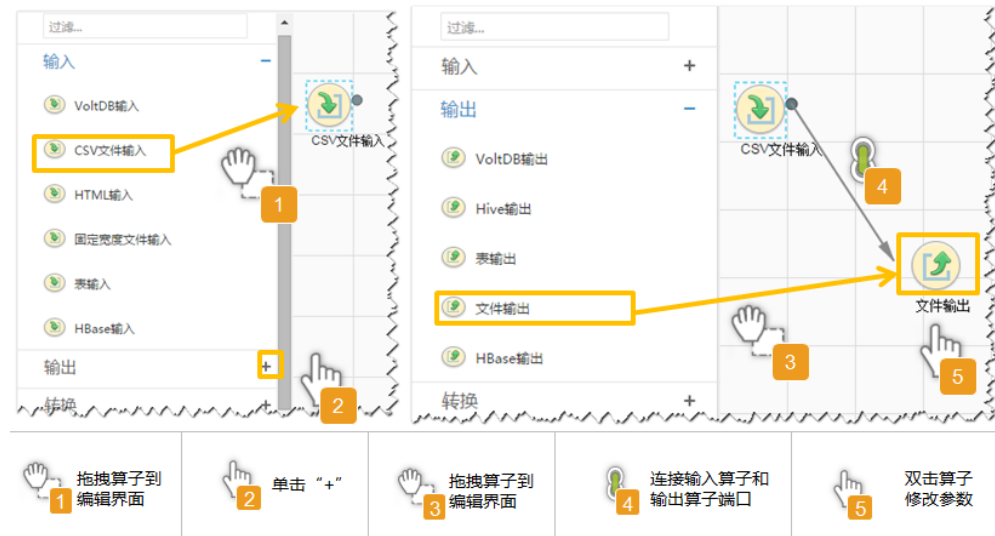 过滤...
输入
−
VoltDB输入
CSV文件输入
HTML输入
固定宽度文件输入
表输入
HBase输入
输出
+
转换
+
CSV文件输入
1
2
过滤...
输入
+
输出
−
VoltDB输出
Hive输出
表输出
文件输出
HBase输出
转换
+
CSV文件输入
4
文件输出
3
5
1
拖拽算子到
编辑界面
2
单击“+”
3
拖拽算子到
编辑界面
4
连接输入算子和
输出算子端口
5
双击算子
修改参数